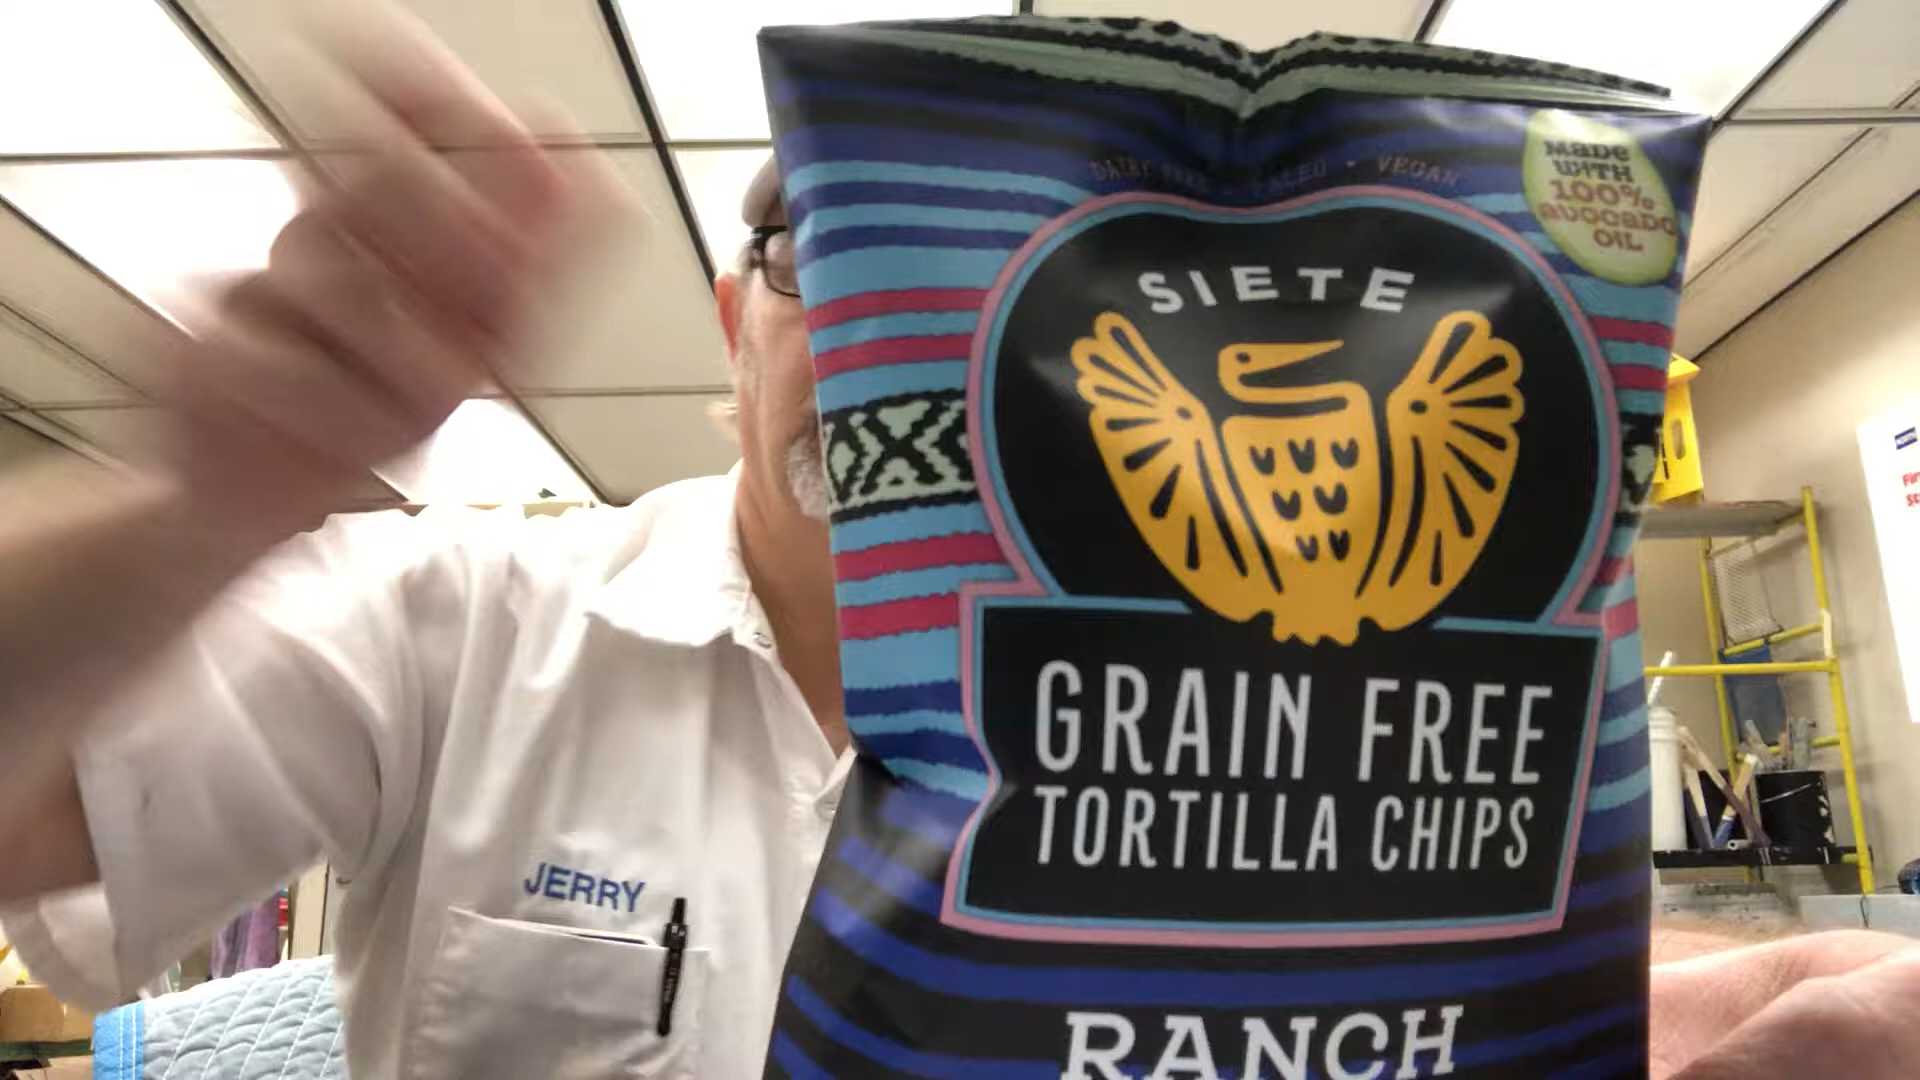 DAIRY FREE • PALEO • VEGAN
MADE
WITH
100%
avocado
OIL
SIETE
GRAIN FREE
TORTILLA CHIPS
RANCH
JERRY